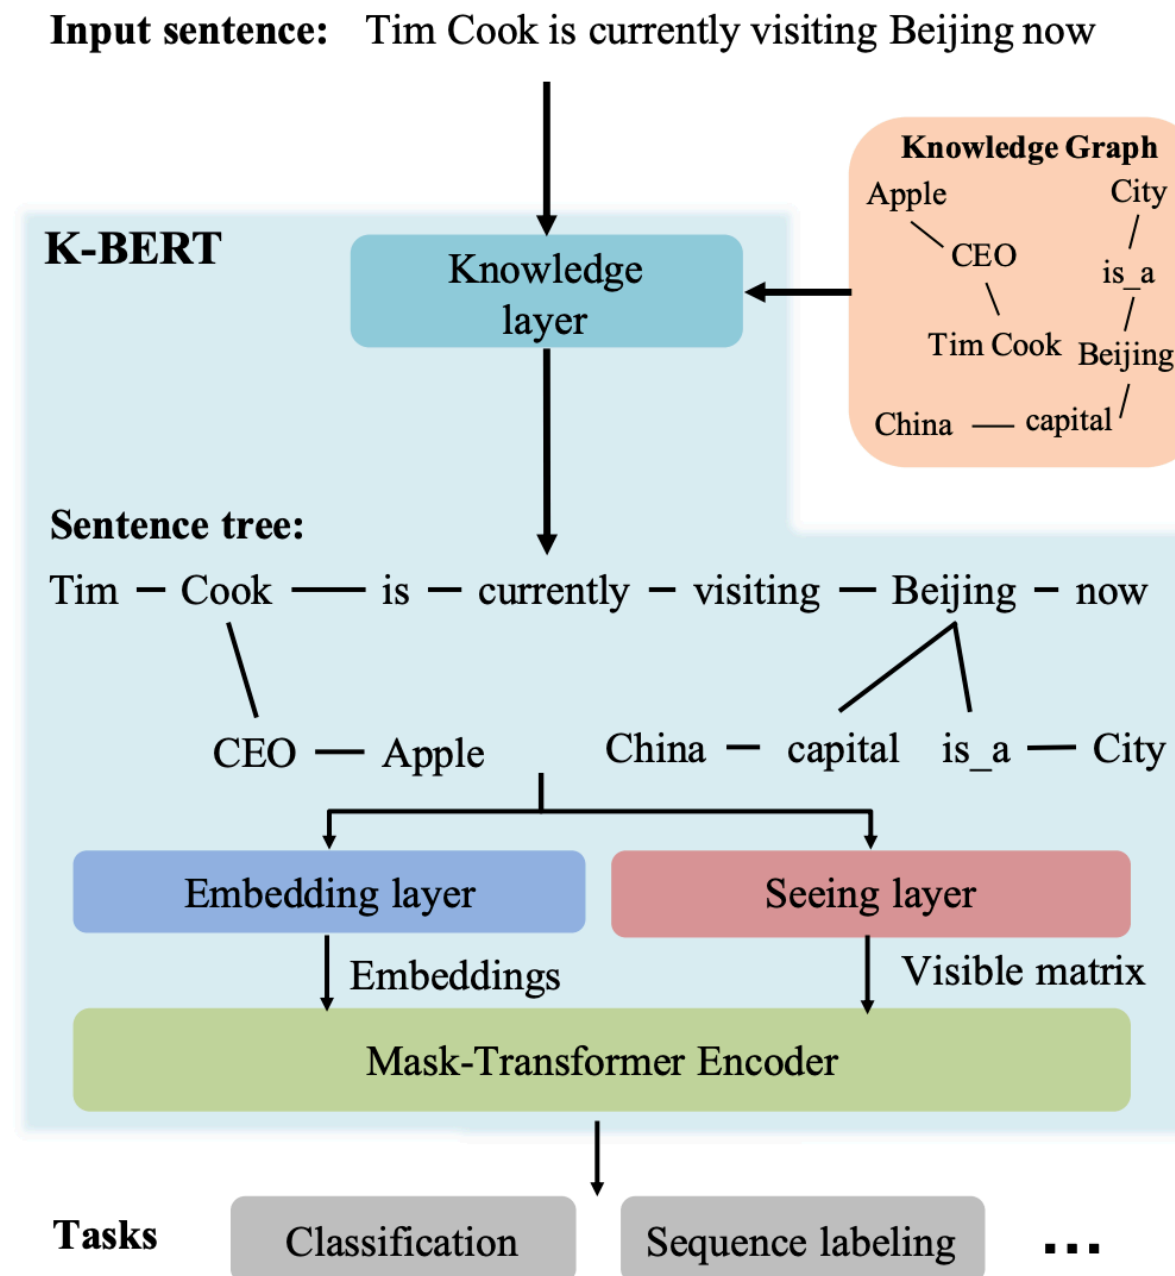 Input sentence: Tim Cook is currently visiting Beijing now
Knowledge Graph
Apple
City
CEO
is_a
Tim Cook
Beijing
China
capital
K-BERT
Knowledge
layer
Sentence tree:
Tim Cook is currently visiting Beijing now
CEO Apple China capital is_a City
Embedding layer
Seeing layer
Embeddings
Visible matrix
Mask-Transformer Encoder
Tasks Classification Sequence labeling ...